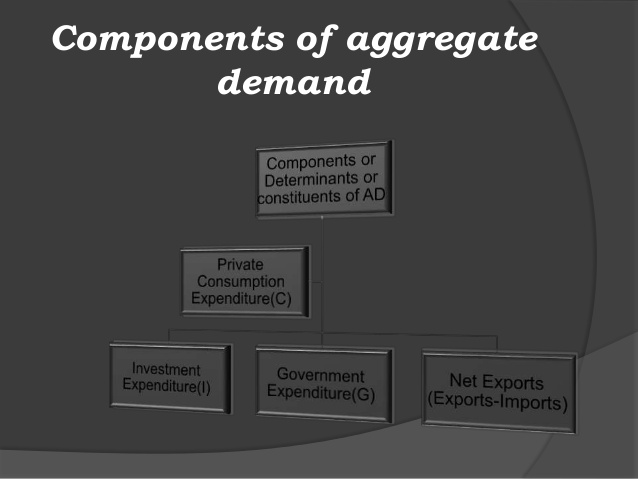 Components of aggregate
demand
Components or
Determinants or
constituents of AD
Private
Consumption
Expenditure(C)
Investment
Expenditure(I)
Government
Expenditure(G)
Net Exports
(Exports-Imports)